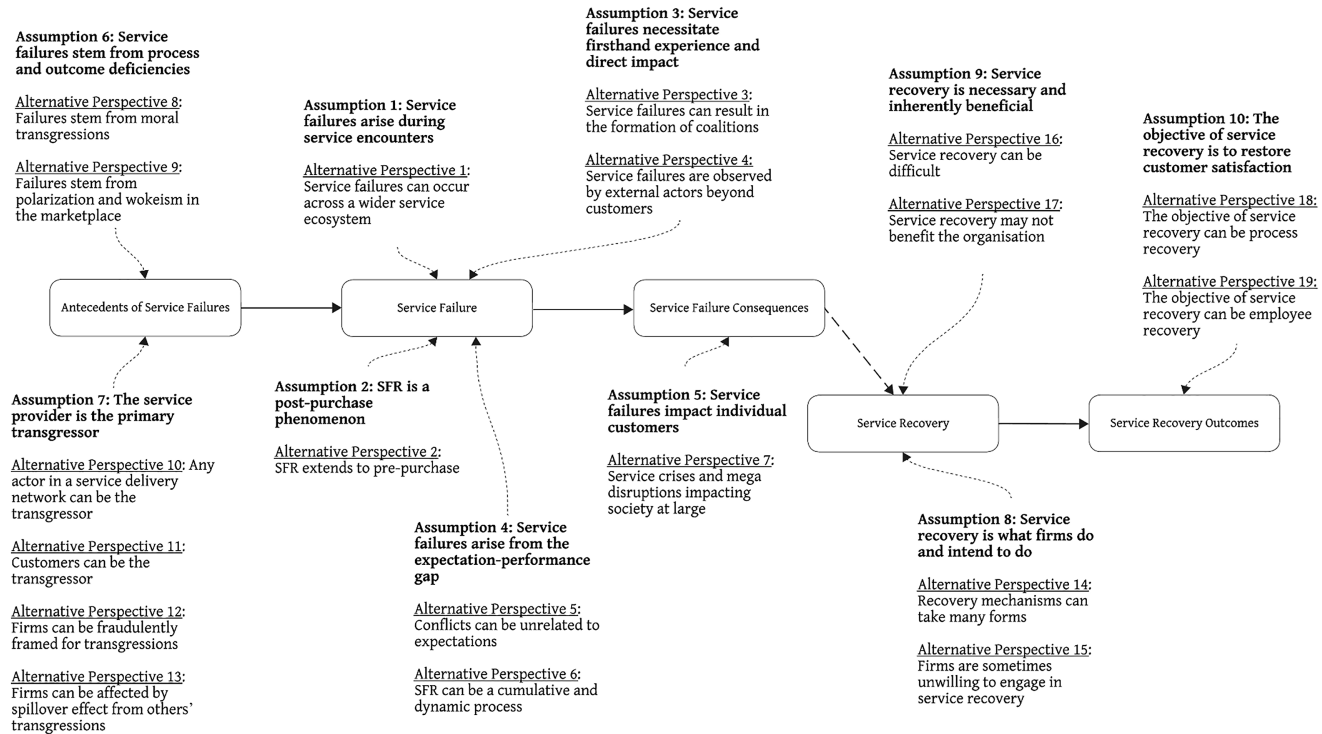 Assumption 6: Service
failures stem from process
and outcome deficiencies
Alternative Perspective 8:
Failures stem from moral
transgressions
Alternative Perspective 9:
Failures stem from
polarization and wokeism in
the marketplace
Assumption 1: Service
failures arise during
service encounters
Alternative Perspective 1:
Service failures can occur
across a wider service
ecosystem
Assumption 3: Service
failures necessitate
firsthand experience and
direct impact
Alternative Perspective 3:
Service failures can result in
the formation of coalitions
Alternative Perspective 4:
Service failures are observed
by external actors beyond
customers
Assumption 9: Service
recovery is necessary and
inherently beneficial
Alternative Perspective 16:
Service recovery can be
difficult
Alternative Perspective 17:
Service recovery may not
benefit the organisation
Assumption 10: The
objective of service
recovery is to restore
customer satisfaction
Alternative Perspective 18:
The objective of service
recovery can be process
recovery
Alternative Perspective 19:
The objective of service
recovery can be employee
recovery
Antecedents of Service Failures
Service Failure
Service Failure Consequences
Service Recovery
Service Recovery Outcomes
Assumption 7: The service
provider is the primary
transgressor
Alternative Perspective 10: Any
actor in a service delivery
network can be the
transgressor
Alternative Perspective 11:
Customers can be the
transgressor
Alternative Perspective 12:
Firms can be fraudulently
framed for transgressions
Alternative Perspective 13:
Firms can be affected by
spillover effect from others’
transgressions
Assumption 2: SFR is a
post-purchase
phenomenon
Alternative Perspective 2:
SFR extends to pre-purchase
Assumption 4: Service
failures arise from the
expectation-performance
gap
Alternative Perspective 5:
Conflicts can be unrelated to
expectations
Alternative Perspective 6:
SFR can be a cumulative and
dynamic process
Assumption 5: Service
failures impact individual
customers
Alternative Perspective 7:
Service crises and mega
disruptions impacting
society at large
Assumption 8: Service
recovery is what firms do
and intend to do
Alternative Perspective 14:
Recovery mechanisms can
take many forms
Alternative Perspective 15:
Firms are sometimes
unwilling to engage in
service recovery